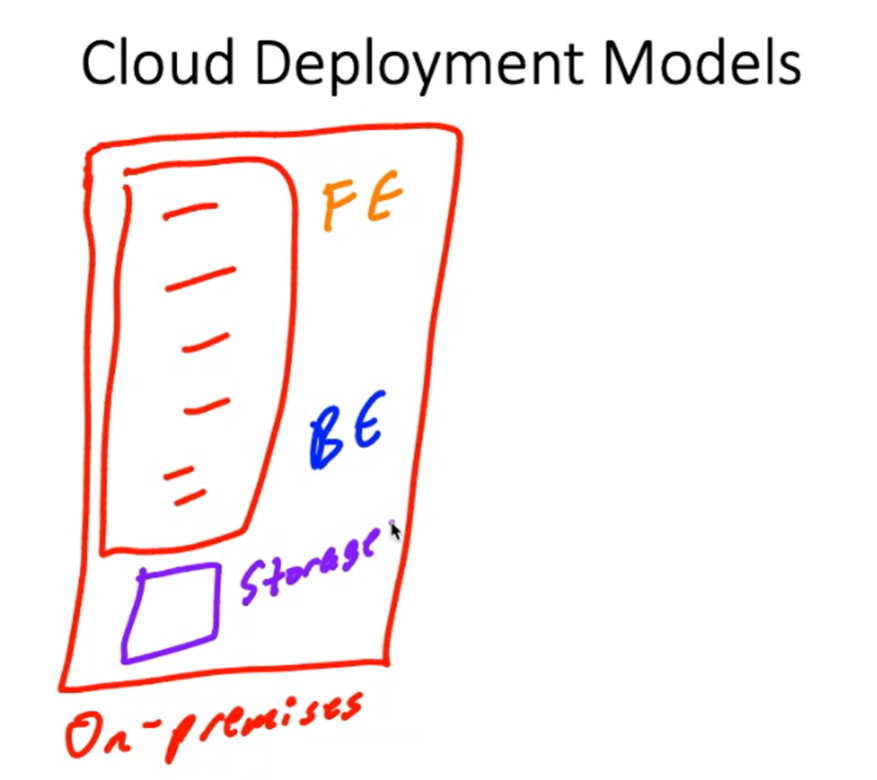 Cloud Deployment Models
FE
BE
Storage
On-premises